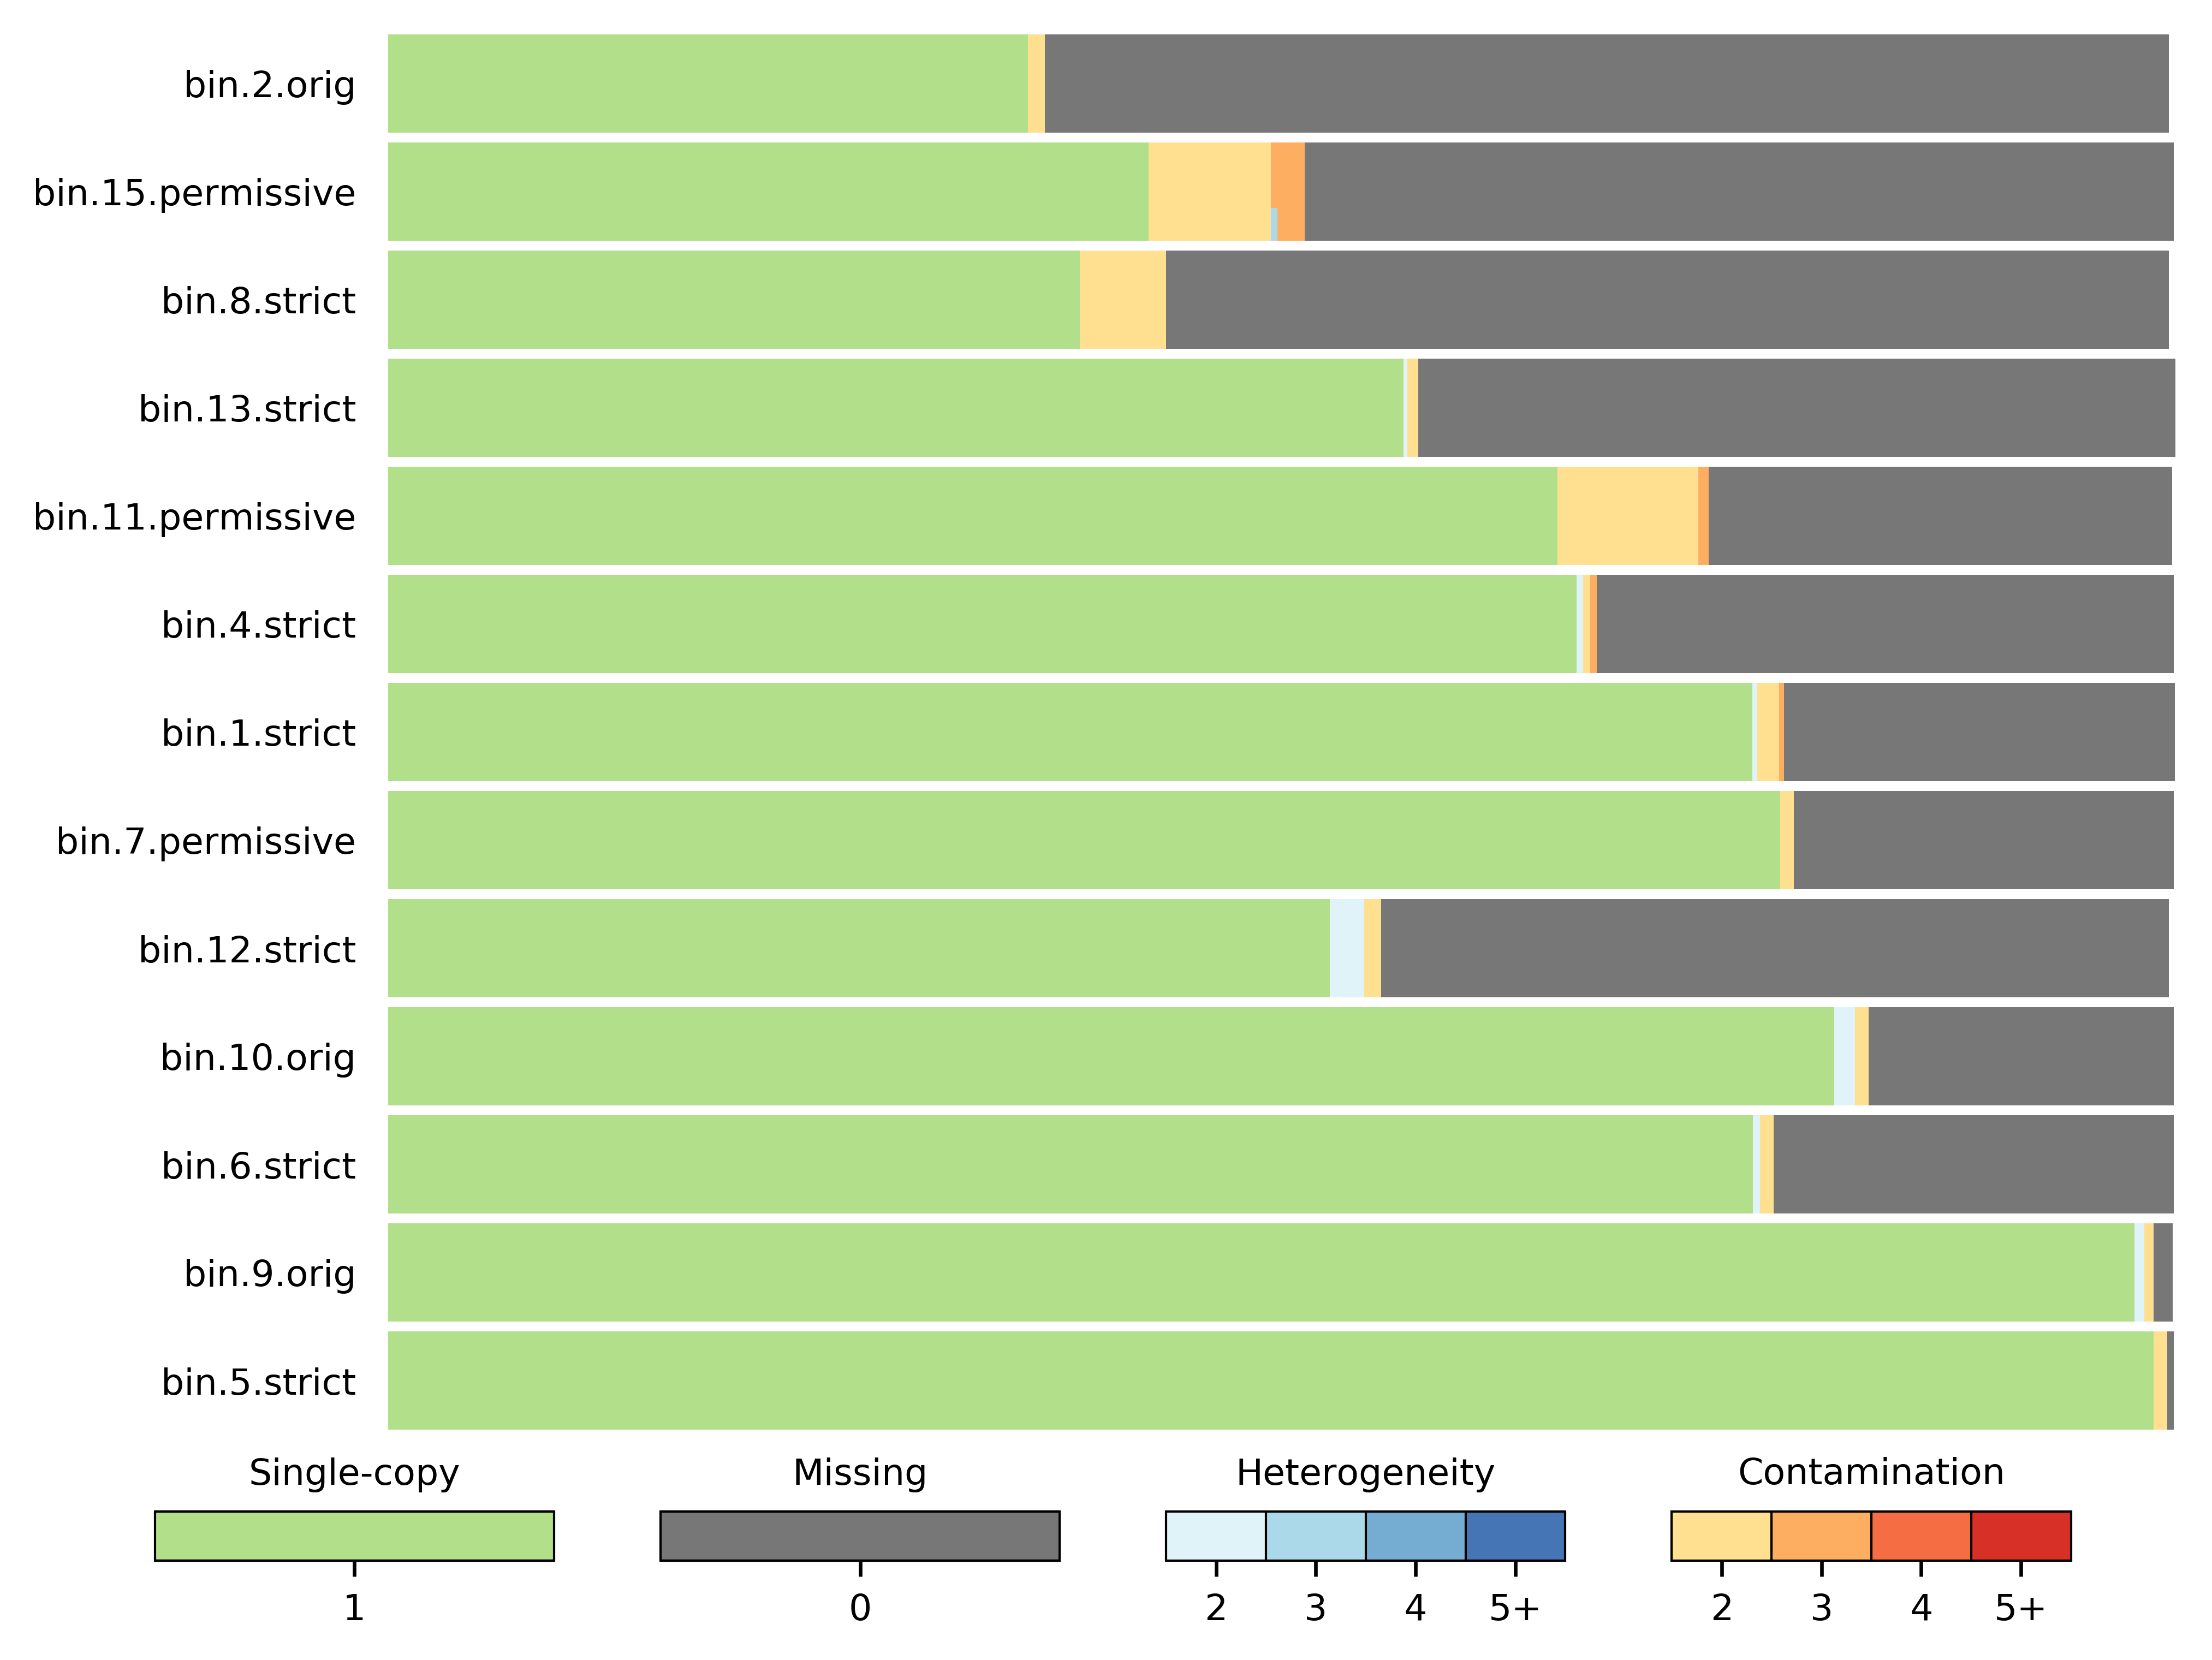 bin.2.orig
bin.15.permissive
bin.8.strict
bin.13.strict
bin.11.permissive
bin.4.strict
bin.1.strict
bin.7.permissive
bin.12.strict
bin.10.orig
bin.6.strict
bin.9.orig
bin.5.strict
Single-copy Missing Heterogeneity Contamination
1 0 2 3 4 5+ 2 3 4 5+